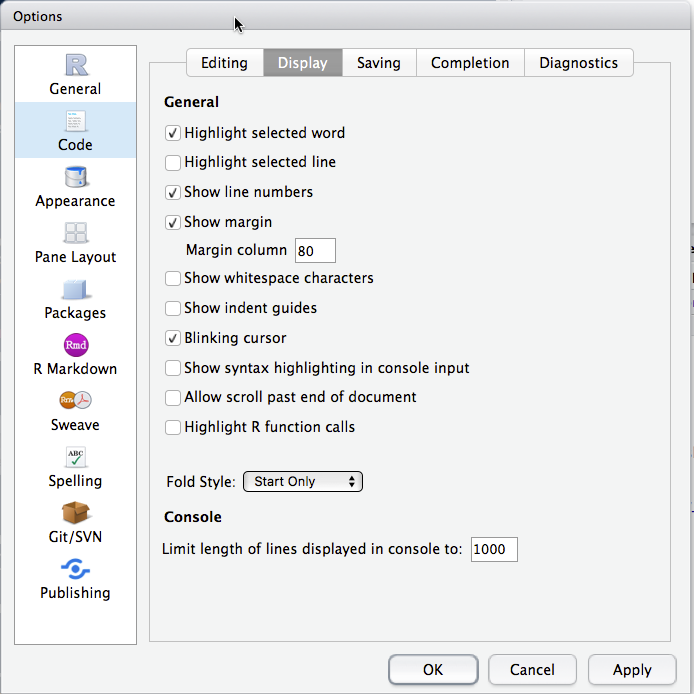 Options
General
Code
Appearance
Pane Layout
Packages
Rmd
R Markdown
Sweave
ABC
Spelling
Git/SVN
Publishing
Editing Display Saving Completion Diagnostics
General
Highlight selected word
Highlight selected line
Show line numbers
Show margin
Margin column 80
Show whitespace characters
Show indent guides
Blinking cursor
Show syntax highlighting in console input
Allow scroll past end of document
Highlight R function calls
Fold Style: Start Only
Console
Limit length of lines displayed in console to: 1000
OK Cancel Apply